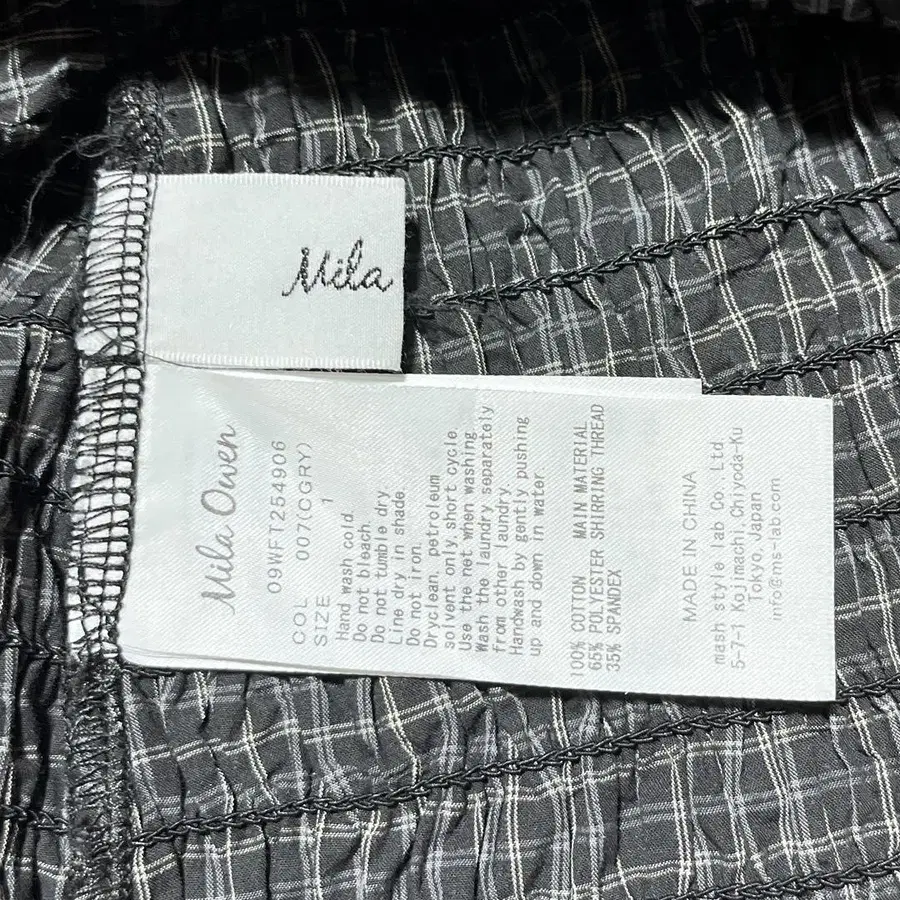 Mila
Mila Owen
09WFT254906
COL 007(CGRY)
SIZE 1
Hand wash cold.
Do not bleach.
Do not tumble dry.
Line dry in shade.
Do not iron.
Dryclean, petroleum
solvent only, short cycle.
Use the net when washing.
Wash the laundry separately
from other laundry.
Handwash by gently pushing
up and down in water.
100% COTTON MAIN MATERIAL
65% POLYESTER SHIRRING THREAD
35% SPANDEX
MADE IN CHINA
mash style lab Co., Ltd.
5-7-1 Kojimachi, Chiyoda-Ku
Tokyo, Japan
info@ms-lab.com